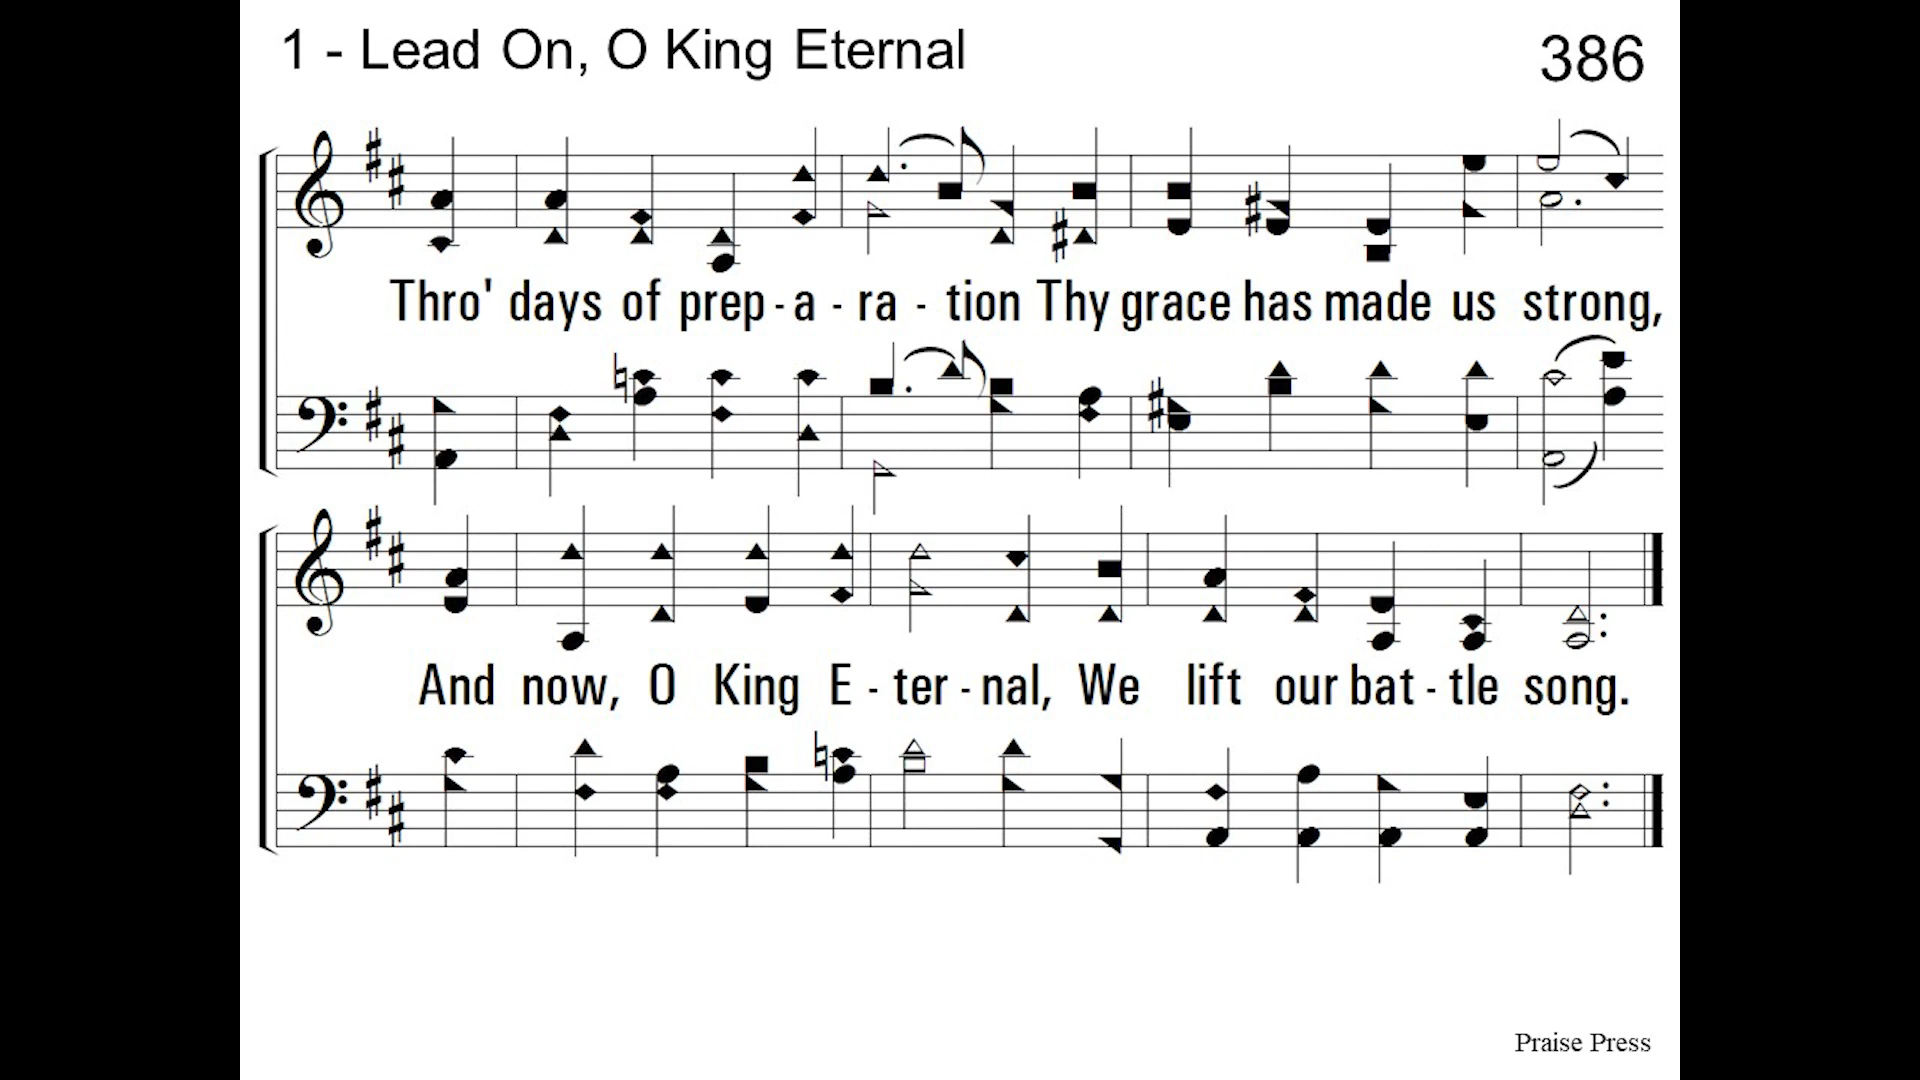 1 - Lead On, O King Eternal
386
Thro' days of prep - a - ra - tion Thy grace has made us strong,
And now, O King E - ter - nal, We lift our bat - tle song.
Praise Press